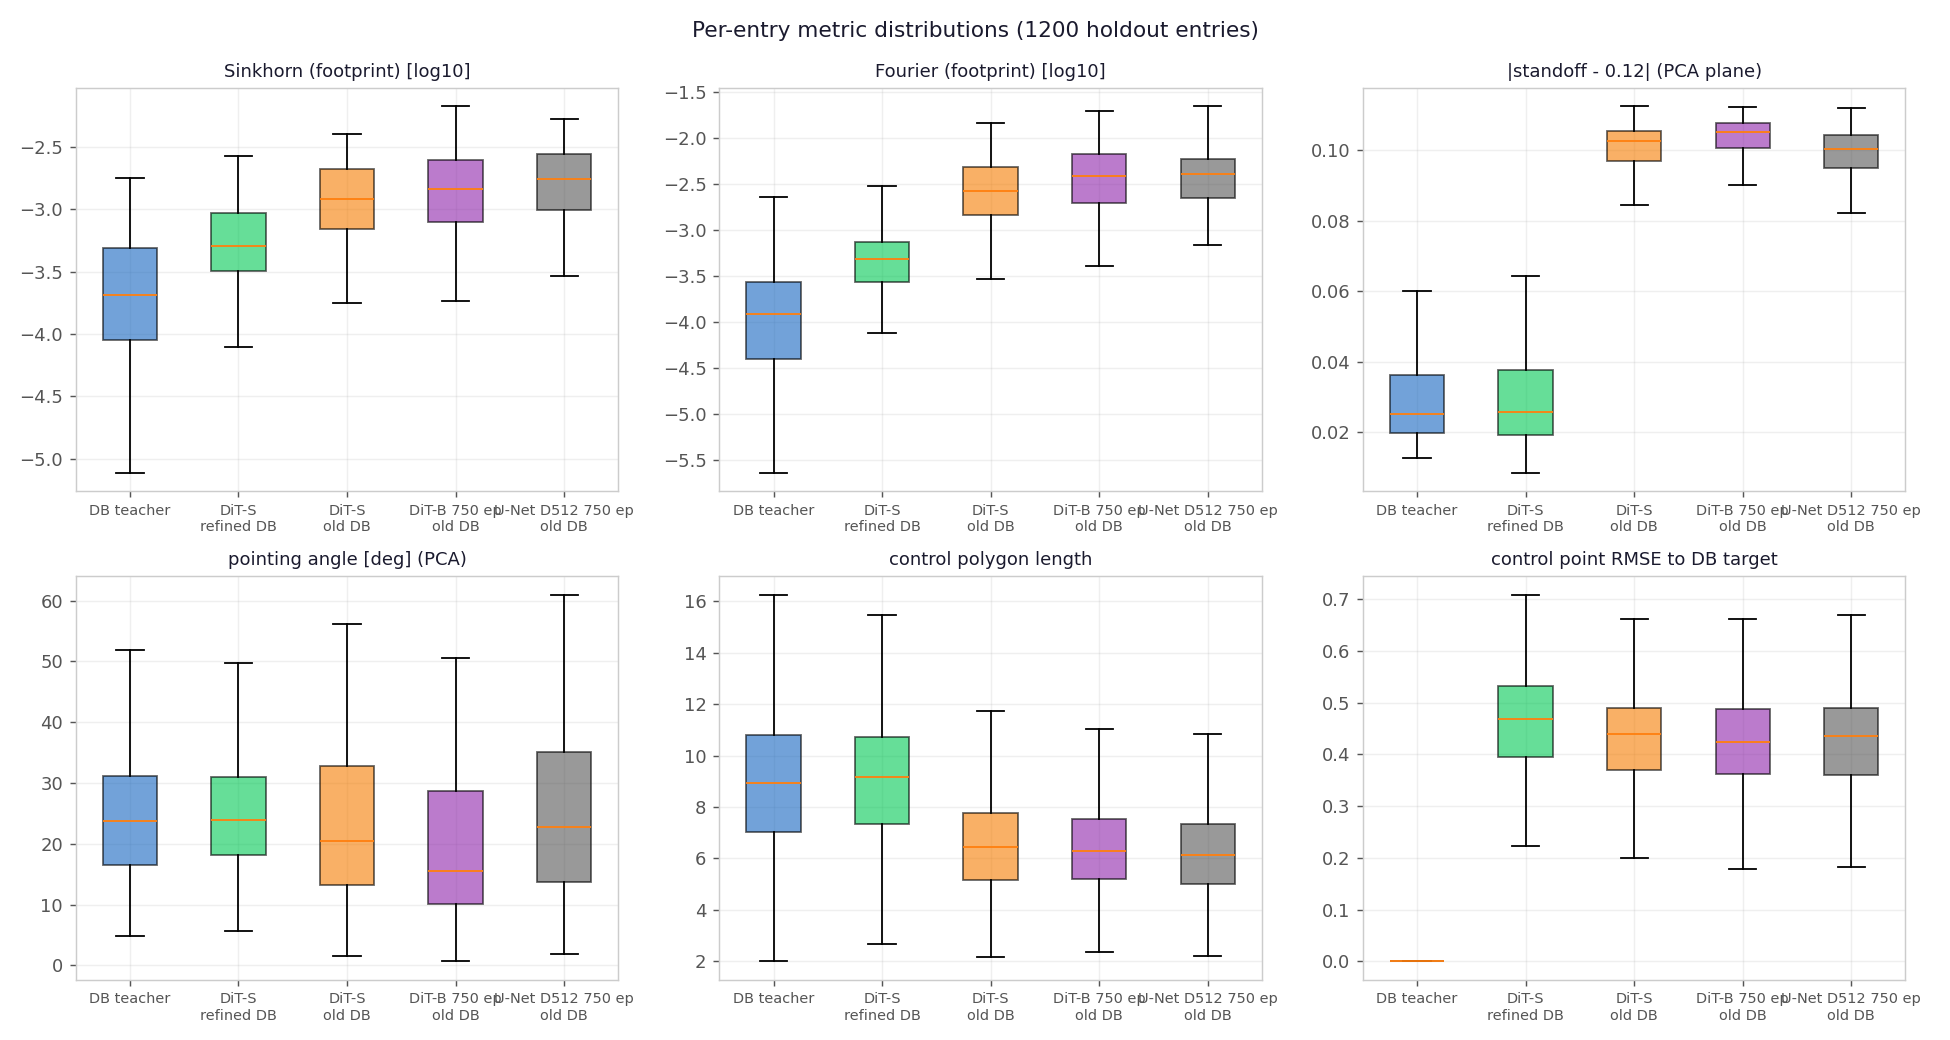 Per-entry metric distributions (1200 holdout entries)
Sinkhorn (footprint) [log10]
−2.5
−3.0
−3.5
−4.0
−4.5
−5.0
DB teacher
DiT-S
refined DB
DiT-S
old DB
DiT-B 750 ep
old DB
U-Net D512 750 ep
old DB
Fourier (footprint) [log10]
−1.5
−2.0
−2.5
−3.0
−3.5
−4.0
−4.5
−5.0
−5.5
DB teacher
DiT-S
refined DB
DiT-S
old DB
DiT-B 750 ep
old DB
U-Net D512 750 ep
old DB
|standoff - 0.12| (PCA plane)
0.10
0.08
0.06
0.04
0.02
DB teacher
DiT-S
refined DB
DiT-S
old DB
DiT-B 750 ep
old DB
U-Net D512 750 ep
old DB
pointing angle [deg] (PCA)
60
50
40
30
20
10
0
DB teacher
DiT-S
refined DB
DiT-S
old DB
DiT-B 750 ep
old DB
U-Net D512 750 ep
old DB
control polygon length
16
14
12
10
8
6
4
2
DB teacher
DiT-S
refined DB
DiT-S
old DB
DiT-B 750 ep
old DB
U-Net D512 750 ep
old DB
control point RMSE to DB target
0.7
0.6
0.5
0.4
0.3
0.2
0.1
0.0
DB teacher
DiT-S
refined DB
DiT-S
old DB
DiT-B 750 ep
old DB
U-Net D512 750 ep
old DB